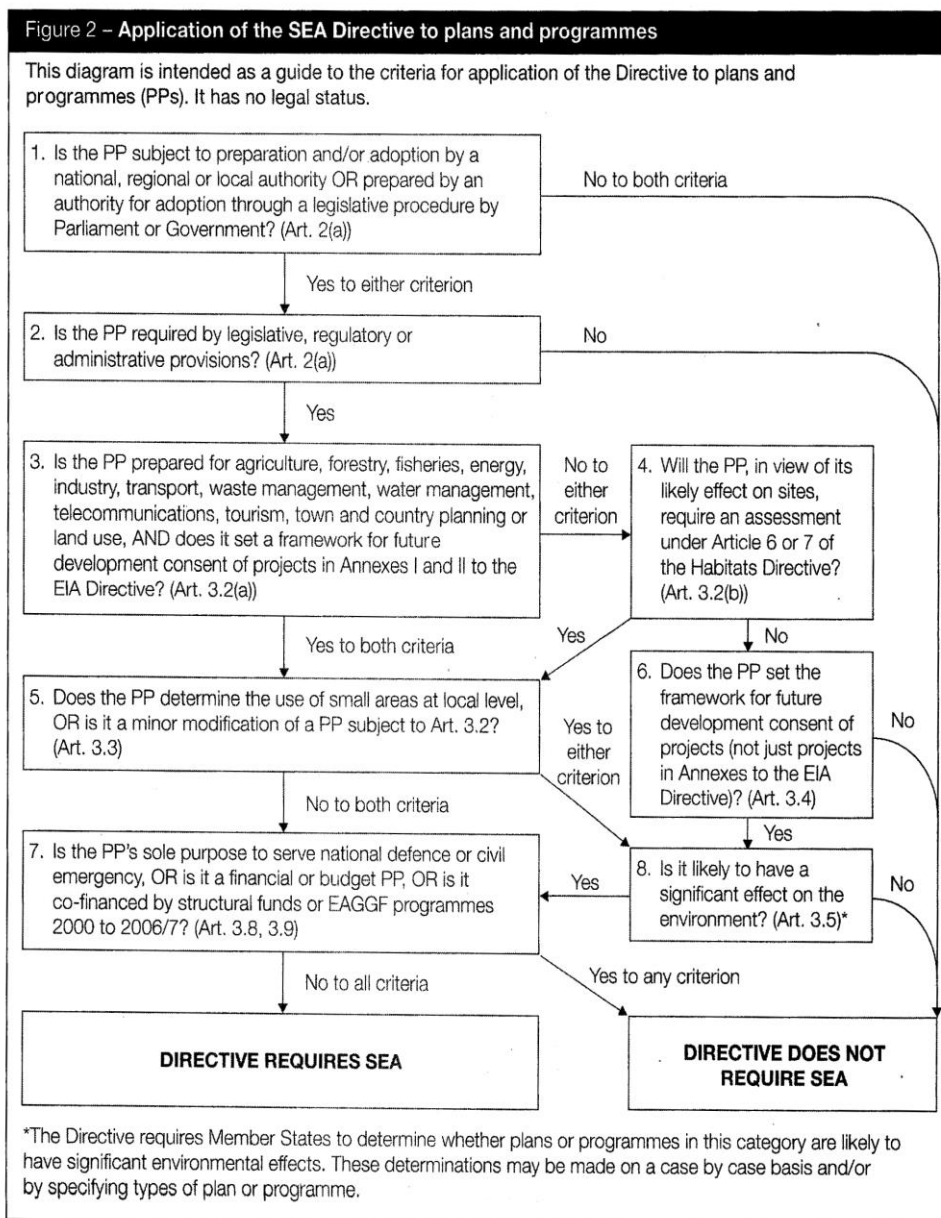 Figure 2 – Application of the SEA Directive to plans and programmes
This diagram is intended as a guide to the criteria for application of the Directive to plans and
programmes (PPs). It has no legal status.
1. Is the PP subject to preparation and/or adoption by a
national, regional or local authority OR prepared by an
authority for adoption through a legislative procedure by
Parliament or Government? (Art. 2(a))
No to both criteria
Yes to either criterion
2. Is the PP required by legislative, regulatory or
administrative provisions? (Art. 2(a))
No
Yes
3. Is the PP prepared for agriculture, forestry, fisheries, energy,
industry, transport, waste management, water management,
telecommunications, tourism, town and country planning or
land use, AND does it set a framework for future
development consent of projects in Annexes I and II to the
EIA Directive? (Art. 3.2(a))
No to
either
criterion
4. Will the PP, in view of its
likely effect on sites,
require an assessment
under Article 6 or 7 of
the Habitats Directive?
(Art. 3.2(b))
Yes to both criteria
Yes
No
5. Does the PP determine the use of small areas at local level,
OR is it a minor modification of a PP subject to Art. 3.2?
(Art. 3.3)
Yes to
either
criterion
6. Does the PP set the
framework for future
development consent of
projects (not just projects
in Annexes to the EIA
Directive)? (Art. 3.4)
No
No to both criteria
Yes
7. Is the PP's sole purpose to serve national defence or civil
emergency, OR is it a financial or budget PP, OR is it
co-financed by structural funds or EAGGF programmes
2000 to 2006/7? (Art. 3.8, 3.9)
Yes
8. Is it likely to have a
significant effect on the
environment? (Art. 3.5)*
No
No to all criteria
Yes to any criterion
DIRECTIVE REQUIRES SEA
DIRECTIVE DOES NOT
REQUIRE SEA
*The Directive requires Member States to determine whether plans or programmes in this category are likely to
have significant environmental effects. These determinations may be made on a case by case basis and/or
by specifying types of plan or programme.